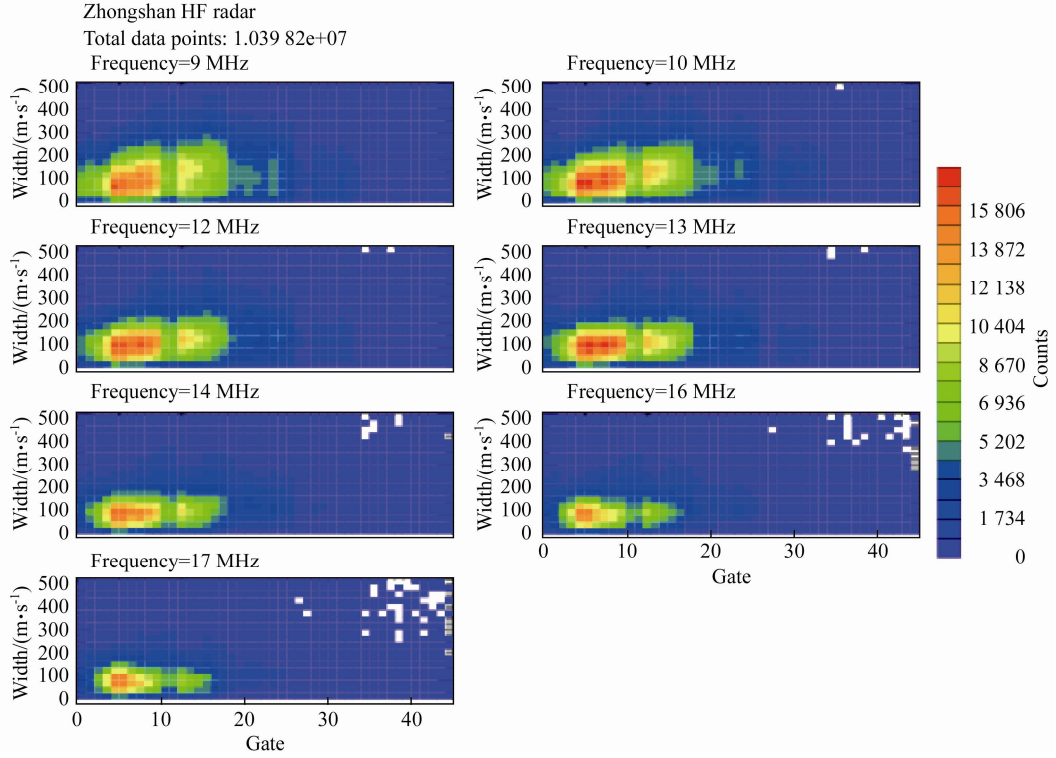 Zhongshan HF radar
Total data points: 1.039 82e+07
Frequency=9 MHz
Width/(m•s⁻¹)
500
400
300
200
100
0
Frequency=10 MHz
Width/(m•s⁻¹)
500
400
300
200
100
0
Frequency=12 MHz
Width/(m•s⁻¹)
500
400
300
200
100
0
Frequency=13 MHz
Width/(m•s⁻¹)
500
400
300
200
100
0
Frequency=14 MHz
Width/(m•s⁻¹)
500
400
300
200
100
0
Frequency=16 MHz
Width/(m•s⁻¹)
500
400
300
200
100
0
0 10 20 30 40
Gate
Frequency=17 MHz
Width/(m•s⁻¹)
500
400
300
200
100
0
0 10 20 30 40
Gate
15 806
13 872
12 138
10 404
8 670
6 936
5 202
3 468
1 734
0
Counts